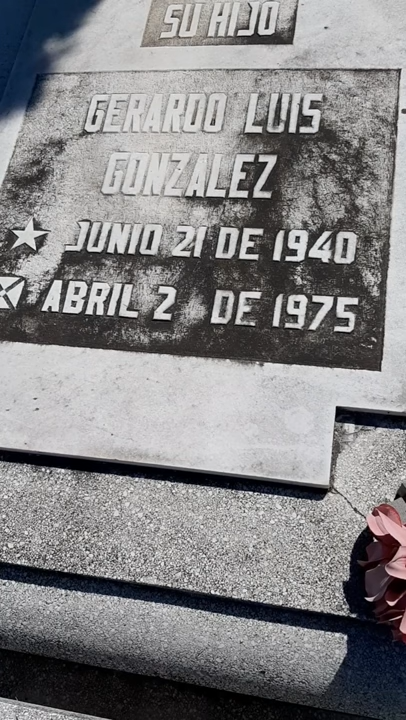 SU HIJO
GERARDO LUIS
GONZALEZ
JUNIO 21 DE 1940
ABRIL 2 DE 1975